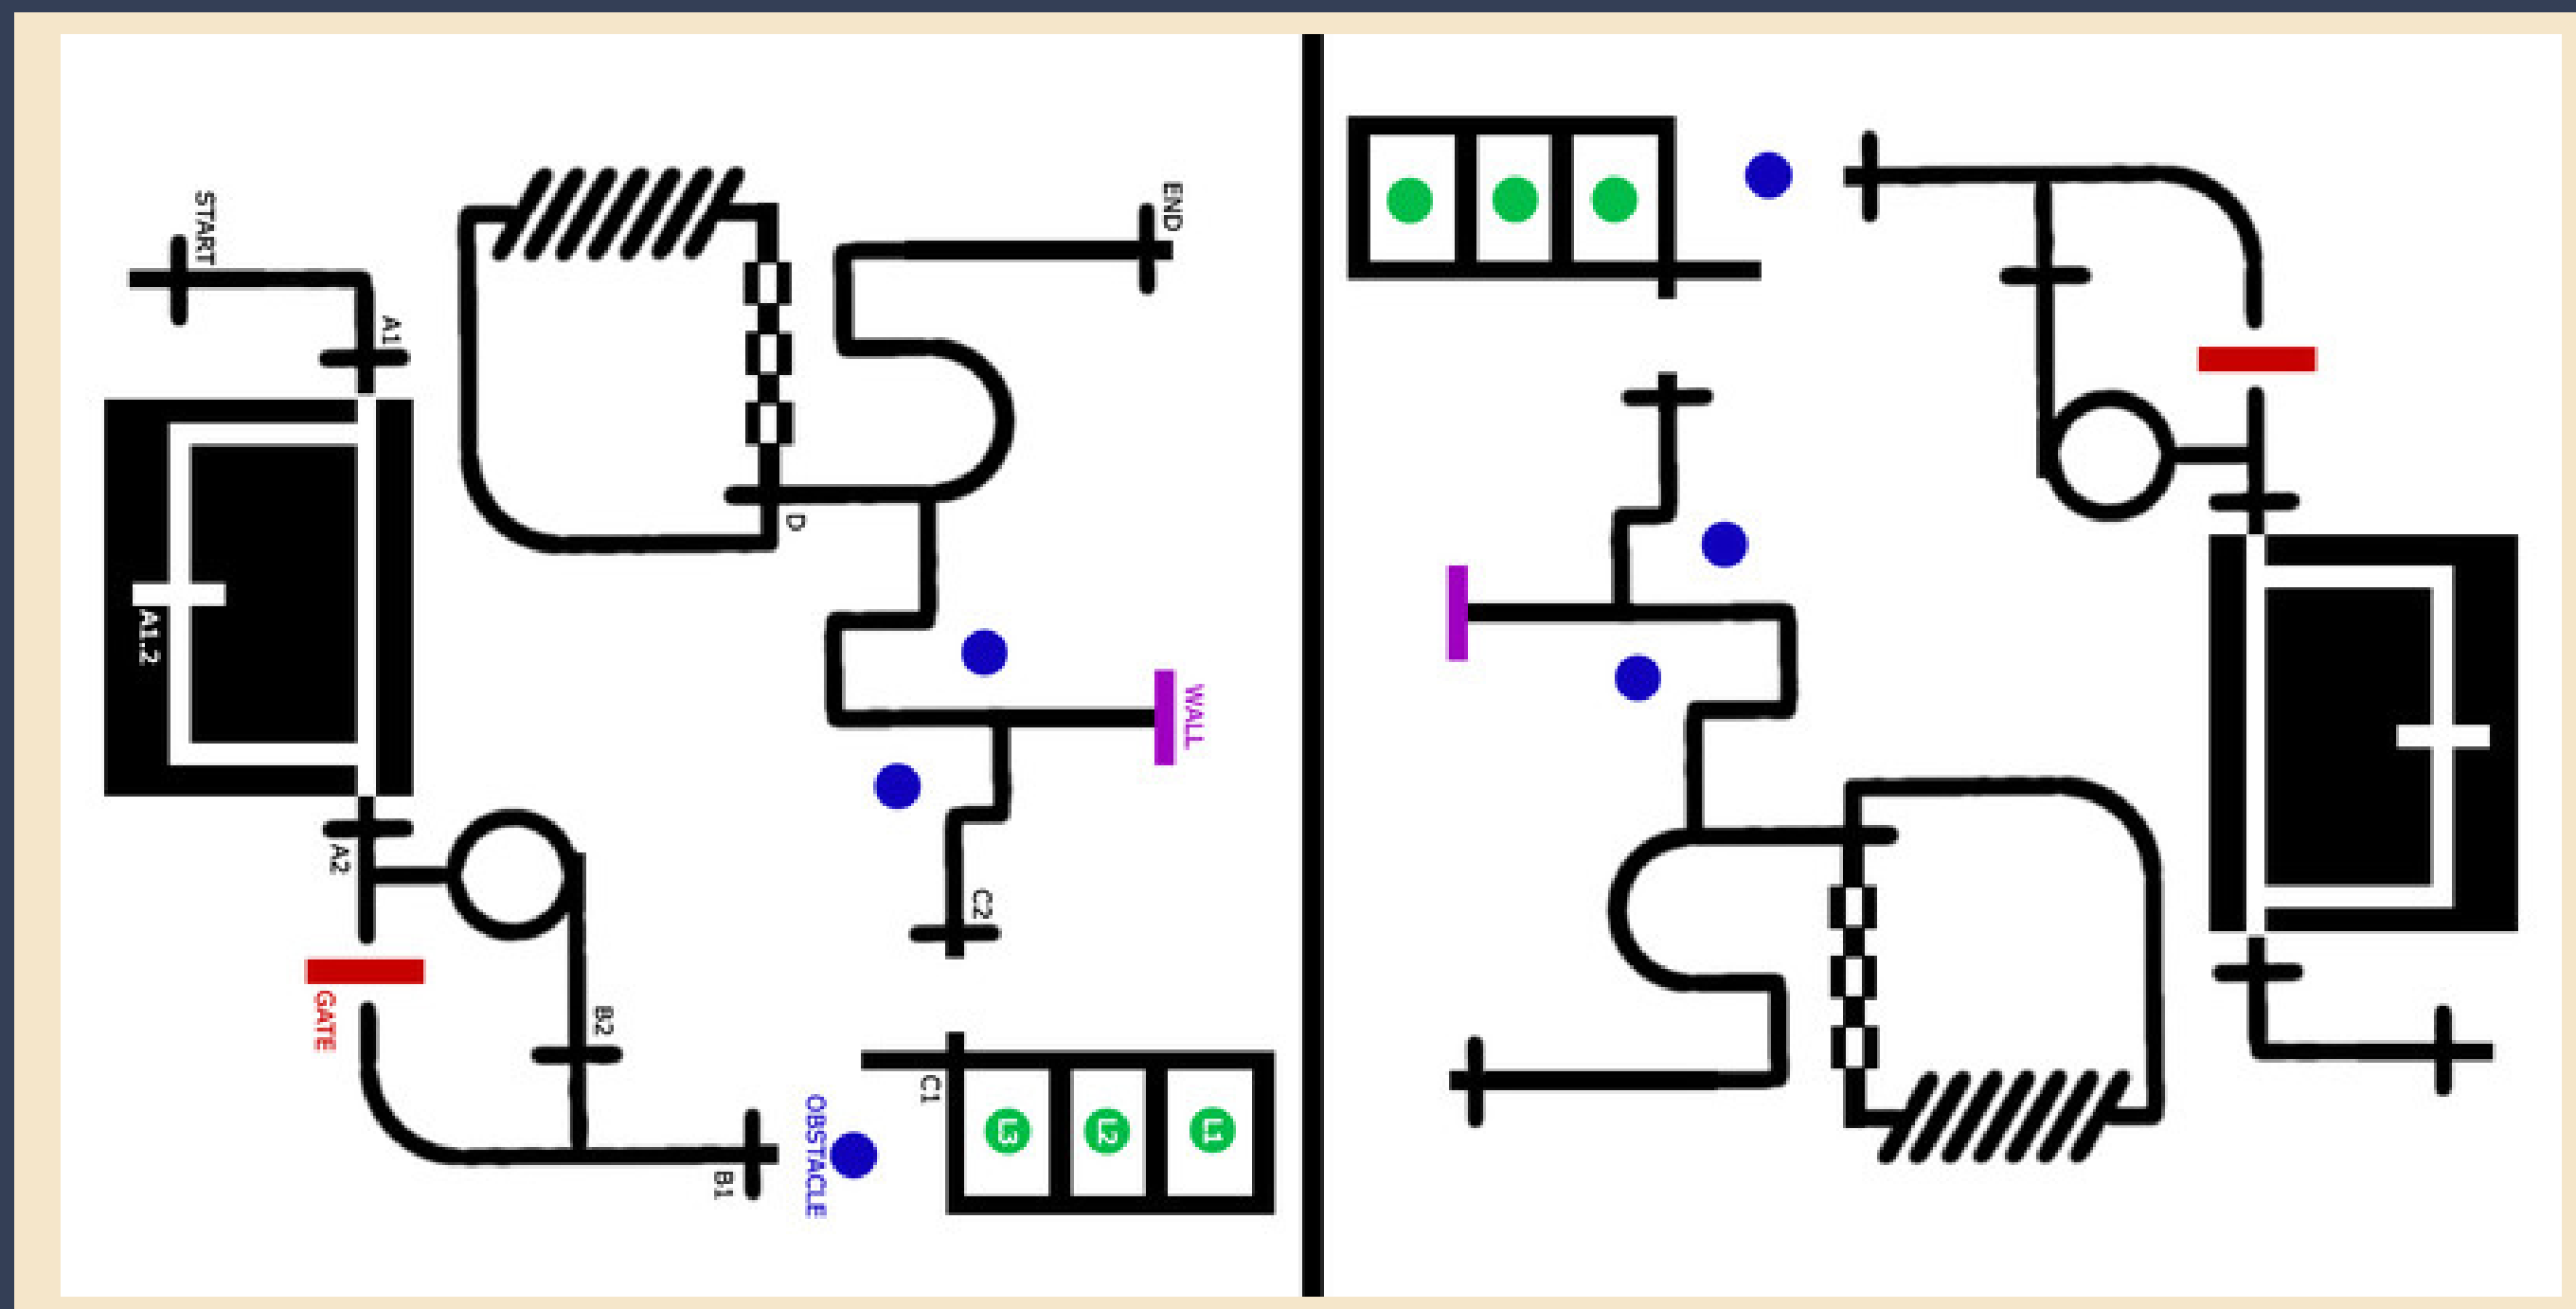 START
END
A1
D
A1.2
WALL
A2
C2
GATE
B2
C1
OBSTACLE
L3
L2
L1
B1